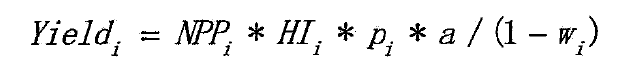 Yield_i = NPP_i * HI_i * p_i * a / (1 - w_i)